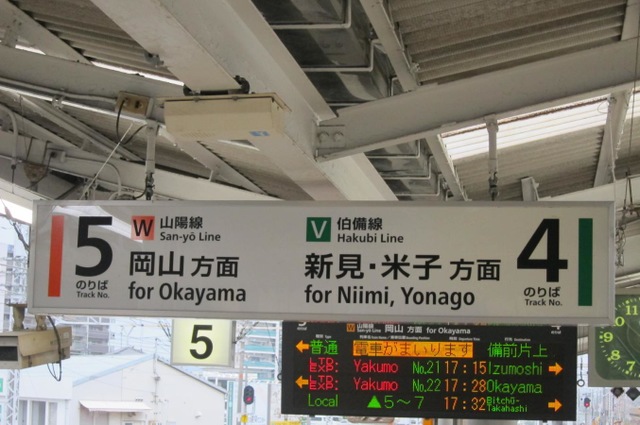 5
のりば
Track No.
W 山陽線
San-yō Line
岡山 方面
for Okayama
V 伯備線
Hakubi Line
新見・米子 方面
for Niimi, Yonago
4
のりば
Track No.
5
W 山陽線 岡山 方面 for Okayama
普通 電車がまいります 備前片上
Yakumo No.21 17:15 Izumoshi
Yakumo No.22 17:28 Okayama
Local ▲5~7 17:32 Bitchū-Takahashi